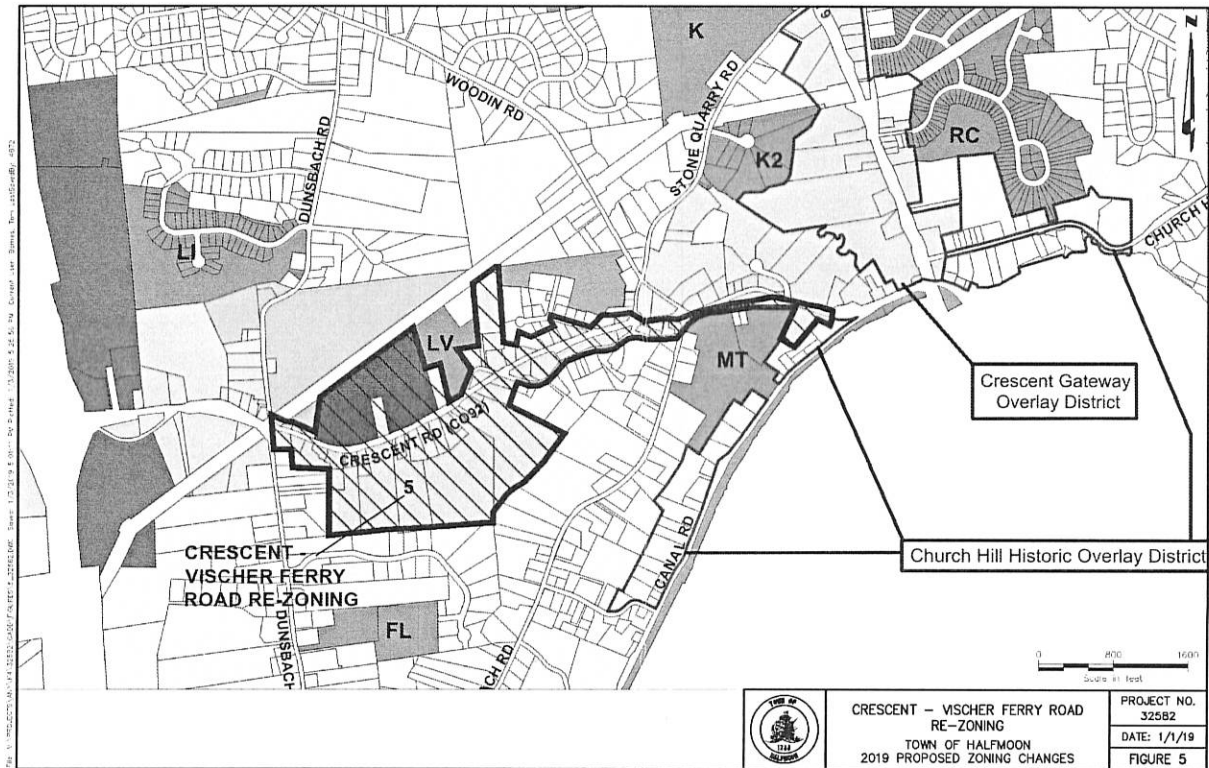 K
N
WOODIN RD
STONE QUARRY RD
DUNSBACH RD
RC
K2
CHURCH H
LI
LV
MT
Crescent Gateway
Overlay District
CRESCENT RD (CO92)
5
CRESCENT -
VISCHER FERRY
ROAD RE-ZONING
CANAL RD
Church Hill Historic Overlay District
DUNSBACH
FL
CH RD
0 800 1600
Scale in feet
TOWN OF
HALFMOON
CRESCENT – VISCHER FERRY ROAD
RE-ZONING
TOWN OF HALFMOON
2019 PROPOSED ZONING CHANGES
PROJECT NO.
32582
DATE: 1/1/19
FIGURE 5